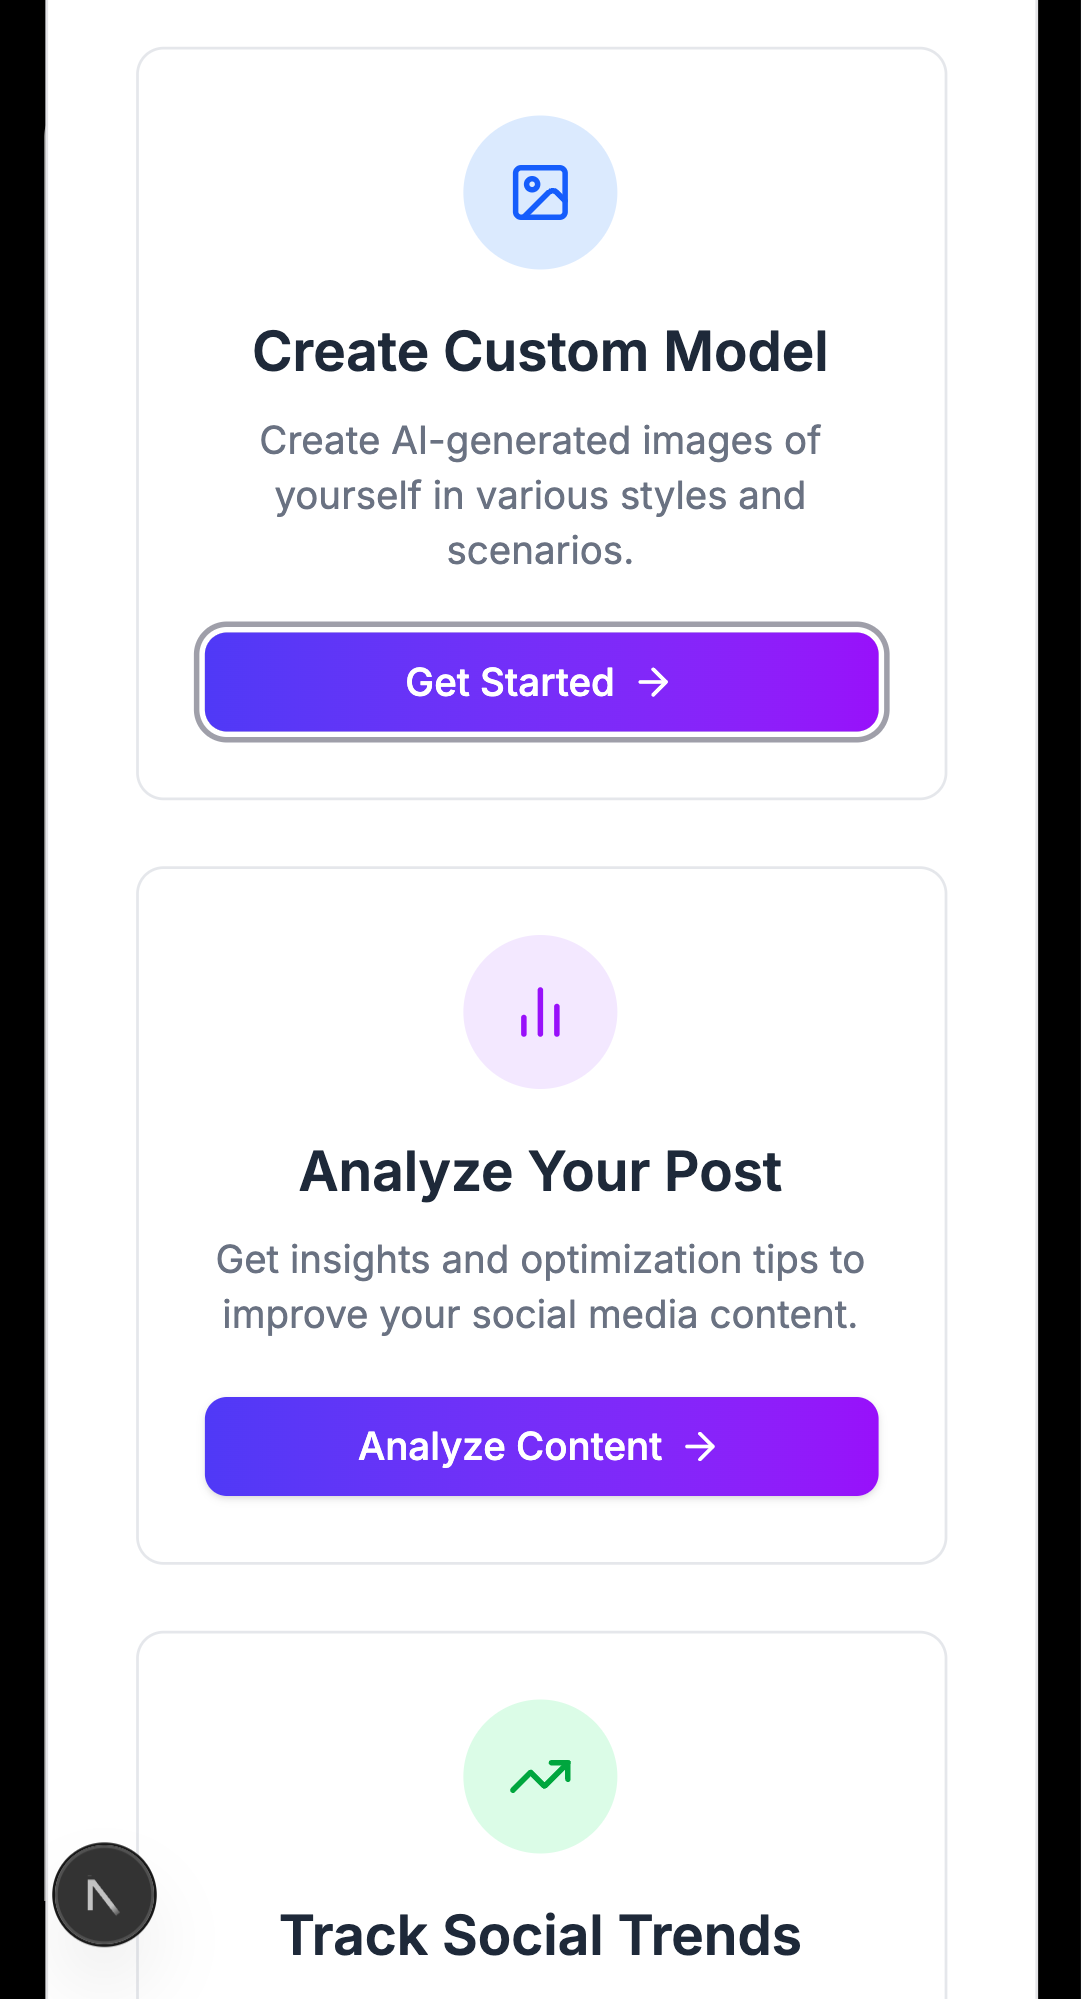 Create Custom Model
Create AI-generated images of
yourself in various styles and
scenarios.
Get Started
Analyze Your Post
Get insights and optimization tips to
improve your social media content.
Analyze Content
Track Social Trends